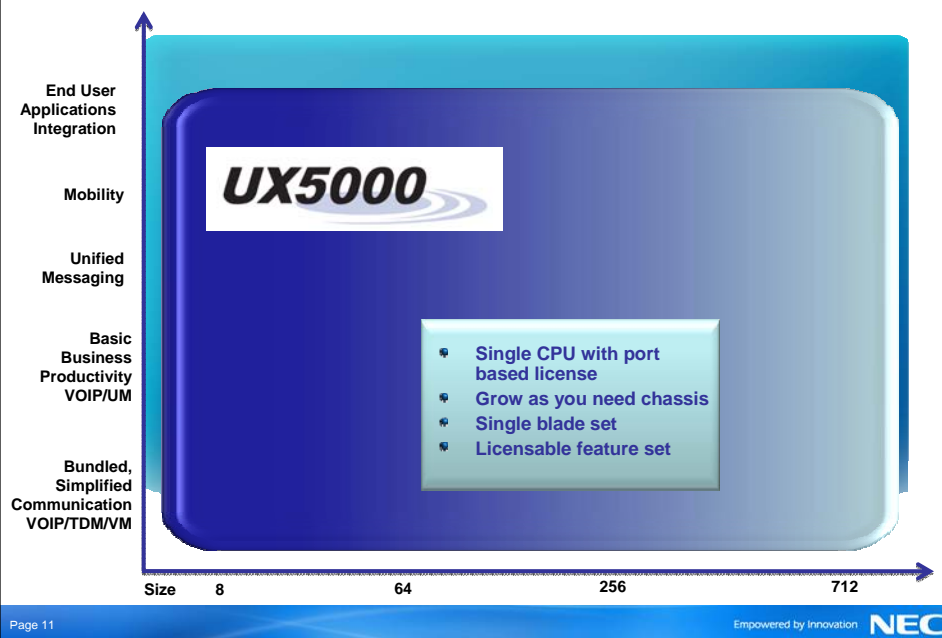 End User
Applications
Integration
UX5000
Mobility
Unified
Messaging
Basic
Business
Productivity
VOIP/UM
Single CPU with port
based license
Grow as you need chassis
Single blade set
Licensable feature set
Bundled,
Simplified
Communication
VOIP/TDM/VM
Size 8 64 256 712
Page 11
Empowered by Innovation NEC